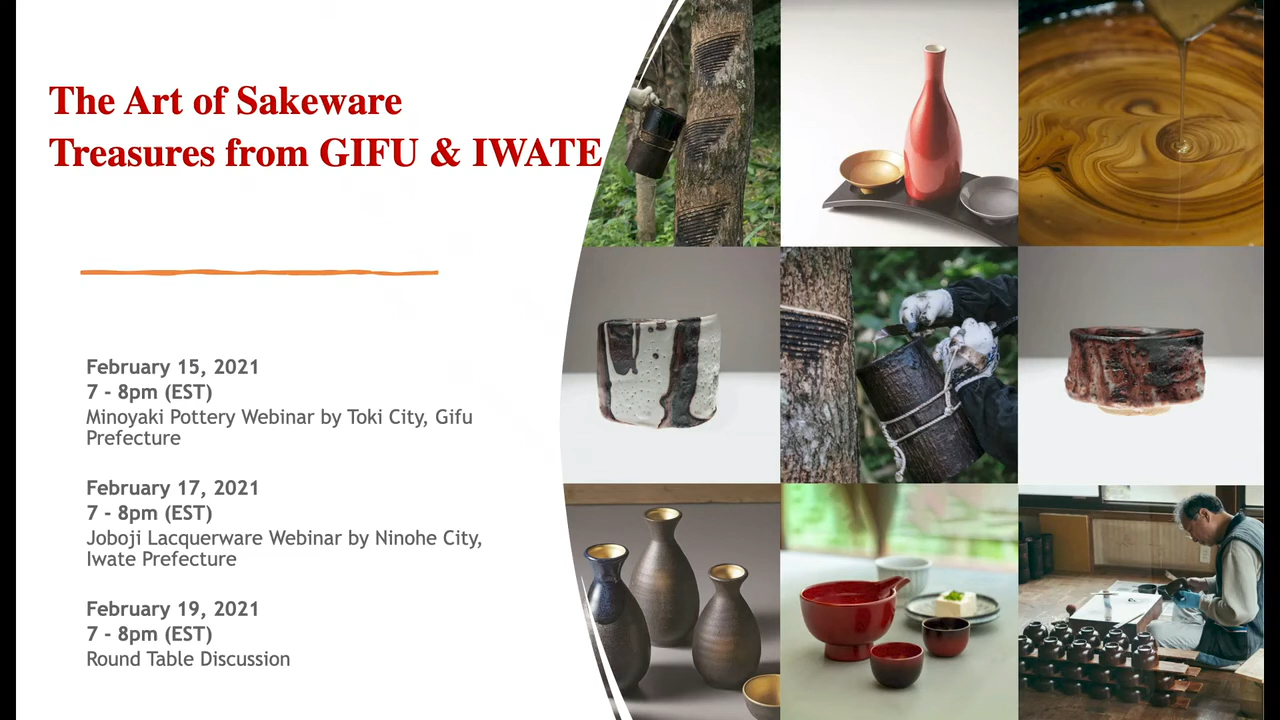 The Art of Sakeware
Treasures from GIFU & IWATE
February 15, 2021
7 - 8pm (EST)
Minoyaki Pottery Webinar by Toki City, Gifu
Prefecture
February 17, 2021
7 - 8pm (EST)
Joboji Lacquerware Webinar by Ninohe City,
Iwate Prefecture
February 19, 2021
7 - 8pm (EST)
Round Table Discussion